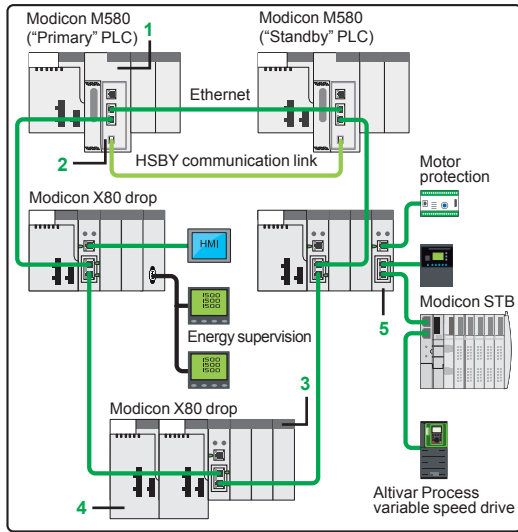 Modicon M580
("Primary" PLC)
1
Modicon M580
("Standby" PLC)
Ethernet
2
HSBY communication link
Modicon X80 drop
Motor
protection
HMI
1500
1500
1500
Energy supervision
1500
1500
1500
5
Modicon STB
Modicon X80 drop
3
4
Altivar Process
variable speed drive